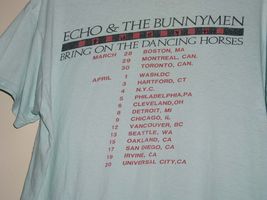 ECHO & THE BUNNYMEN
BRING ON THE DANCING HORSES
MARCH 28 BOSTON, MA
29 MONTREAL, CAN.
30 TORONTO, CAN.
APRIL 1 WASH,DC
3 HARTFORD, CT
4 N.Y.C.
5 PHILADELPHIA,PA
6 CLEVELAND,OH
8 DETROIT, MI
9 CHICAGO, IL
12 VANCOUVER, BC
13 SEATTLE, WA
15 OAKLAND, CA
17 SAN DIEGO, CA
19 IRVINE, CA
20 UNIVERSAL CITY,CA